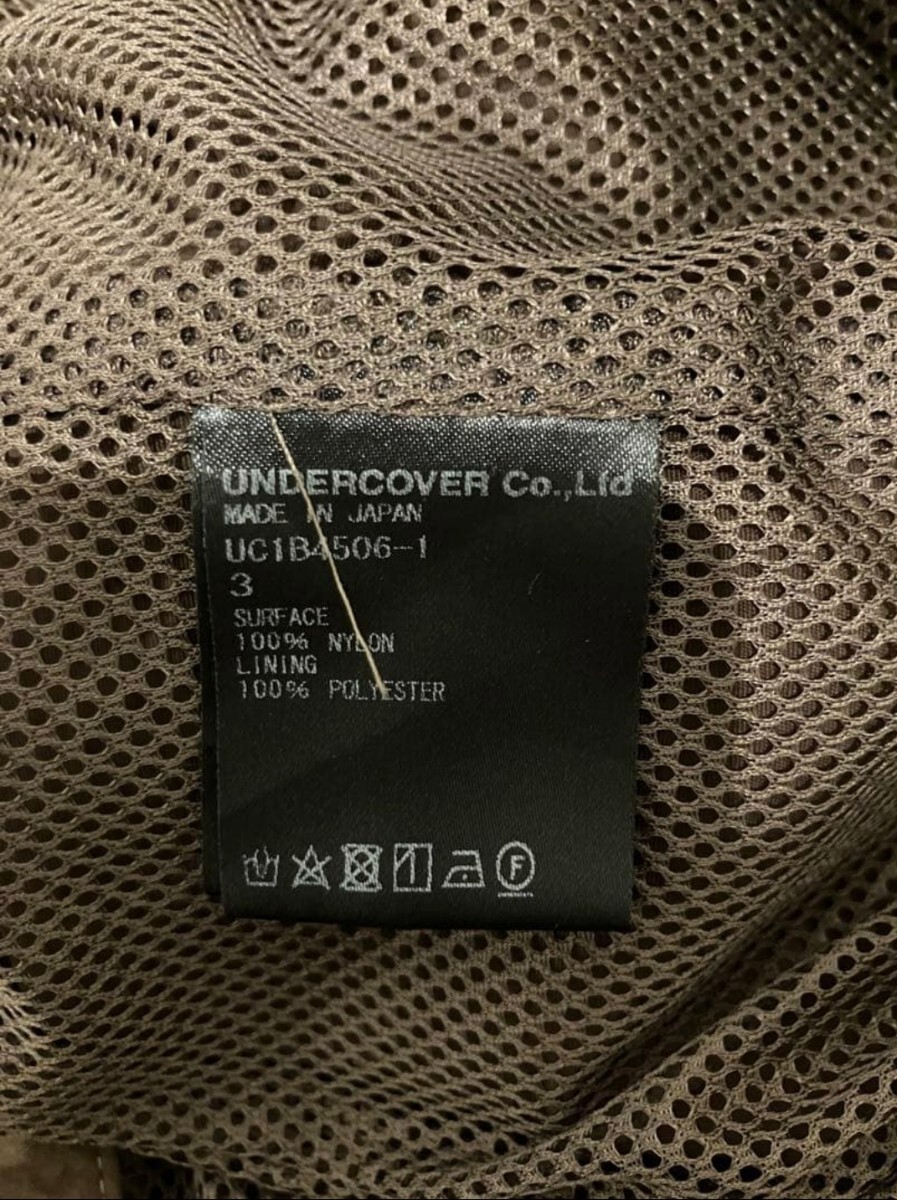 UNDERCOVER Co.,Ltd
MADE IN JAPAN
UC1B4506-1
3
SURFACE
100% NYLON
LINING
100% POLYESTER
F